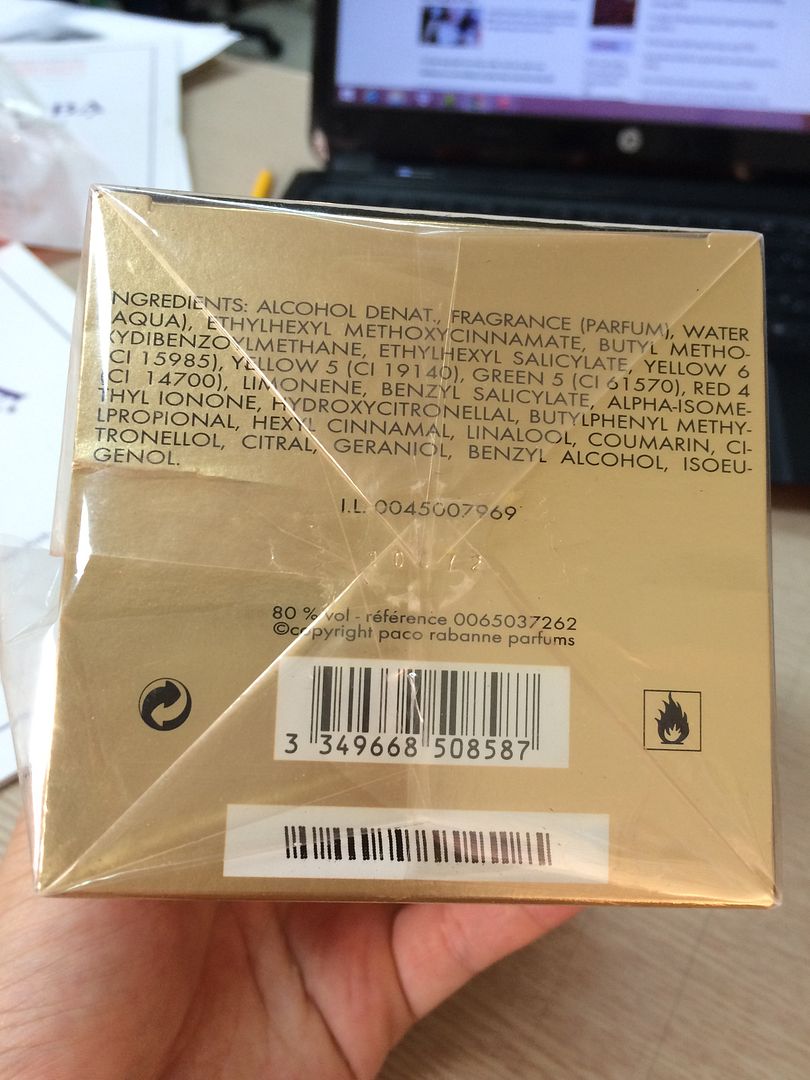 INGREDIENTS: ALCOHOL DENAT., FRAGRANCE (PARFUM), WATER
(AQUA), ETHYLHEXYL METHOXYCINNAMATE, BUTYL METHO-
XYDIBENZOYLMETHANE, ETHYLHEXYL SALICYLATE, YELLOW 6
(CI 15985), YELLOW 5 (CI 19140), GREEN 5 (CI 61570), RED 4
(CI 14700), LIMONENE, BENZYL SALICYLATE, ALPHA-ISOME-
THYL IONONE, HYDROXYCITRONELLAL, BUTYLPHENYL METHY-
LPROPIONAL, HEXYL CINNAMAL, LINALOOL, COUMARIN, CI-
TRONELLOL, CITRAL, GERANIOL, BENZYL ALCOHOL, ISOEU-
GENOL.
I.L. 0045007969
80 % vol - référence 0065037262
©copyright paco rabanne parfums
3 349668 508587
hp